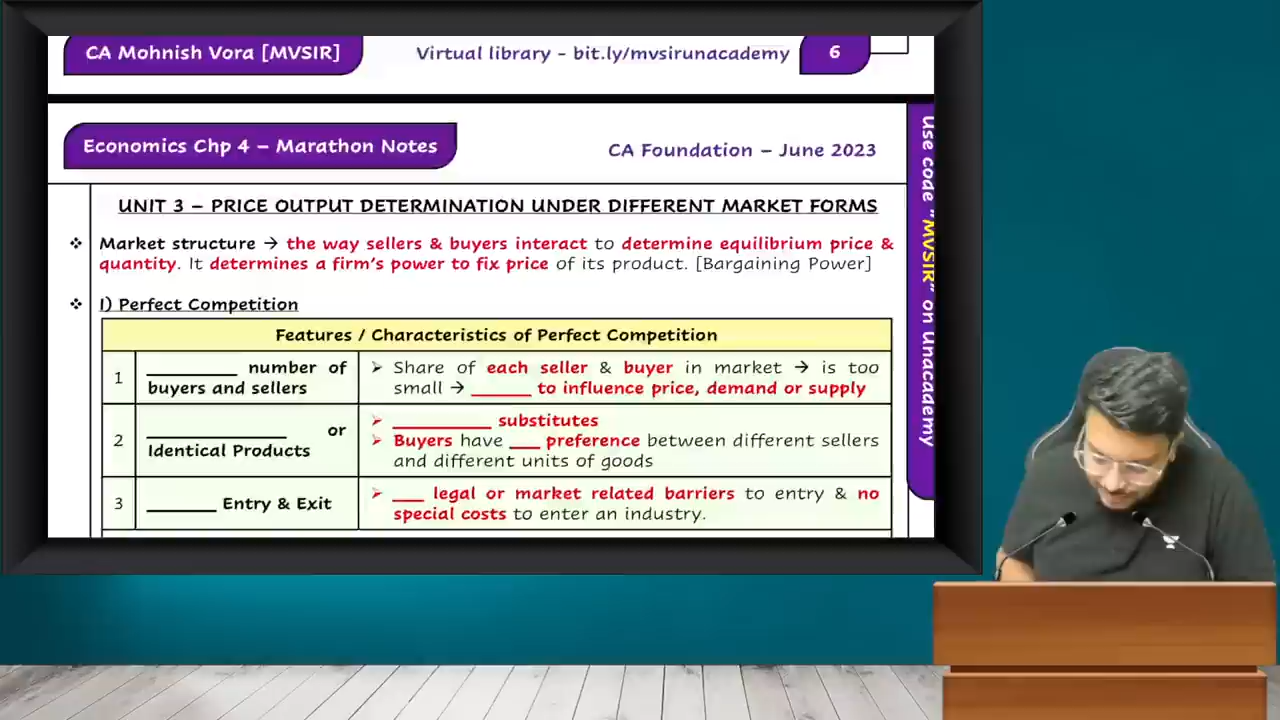 CA Mohnish Vora [MVSIR]
Virtual library - bit.ly/mvsirunacademy
6
Economics Chp 4 – Marathon Notes
CA Foundation – June 2023
UNIT 3 – PRICE OUTPUT DETERMINATION UNDER DIFFERENT MARKET FORMS
❖ Market structure → the way sellers & buyers interact to determine equilibrium price &
quantity. It determines a firm's power to fix price of its product. [Bargaining Power]
❖ I) Perfect Competition
Features / Characteristics of Perfect Competition
1
_________ number of
buyers and sellers
➢ Share of each seller & buyer in market → is too
small → ______ to influence price, demand or supply
2
______________ or
Identical Products
➢ __________ substitutes
➢ Buyers have ___ preference between different sellers
and different units of goods
3
_______ Entry & Exit
➢ ___ legal or market related barriers to entry & no
special costs to enter an industry.
Use code "MVSIR" on Unacademy